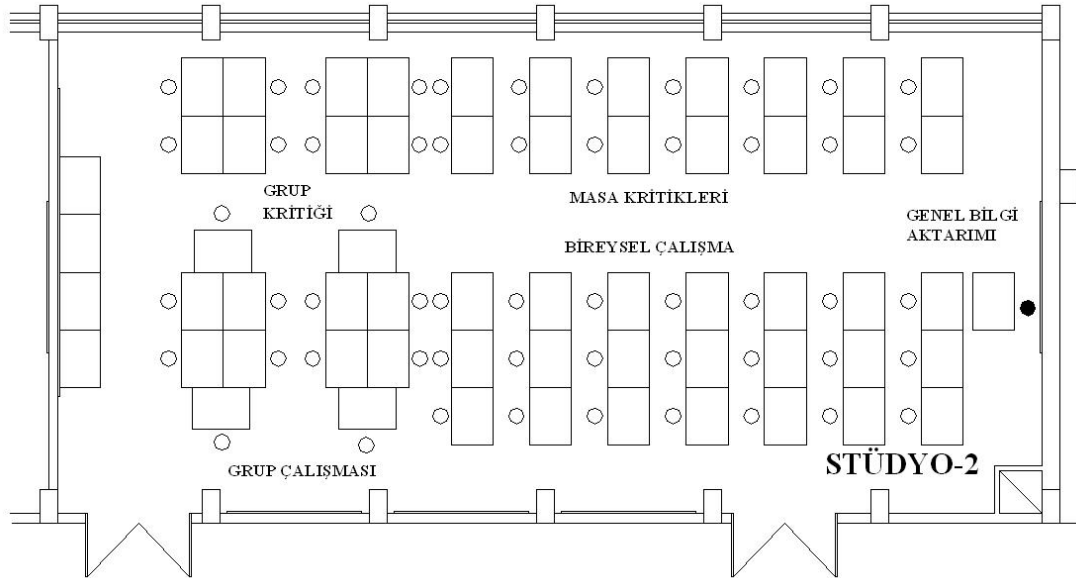 GRUP
KRİTİĞİ
MASA KRİTİKLERİ
GENEL BİLGİ
AKTARIMI
BİREYSEL ÇALIŞMA
STÜDYO-2
GRUP ÇALIŞMASI